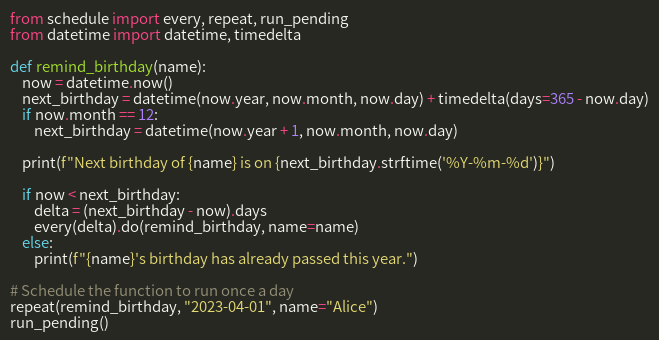 from schedule import every, repeat, run_pending
from datetime import datetime, timedelta

def remind_birthday(name):
    now = datetime.now()
    next_birthday = datetime(now.year, now.month, now.day) + timedelta(days=365 - now.day)
    if now.month == 12:
        next_birthday = datetime(now.year + 1, now.month, now.day)

    print(f"Next birthday of {name} is on {next_birthday.strftime('%Y-%m-%d')}")

    if now < next_birthday:
        delta = (next_birthday - now).days
        every(delta).do(remind_birthday, name=name)
    else:
        print(f"{name}'s birthday has already passed this year.")

# Schedule the function to run once a day
repeat(remind_birthday, "2023-04-01", name="Alice")
run_pending()